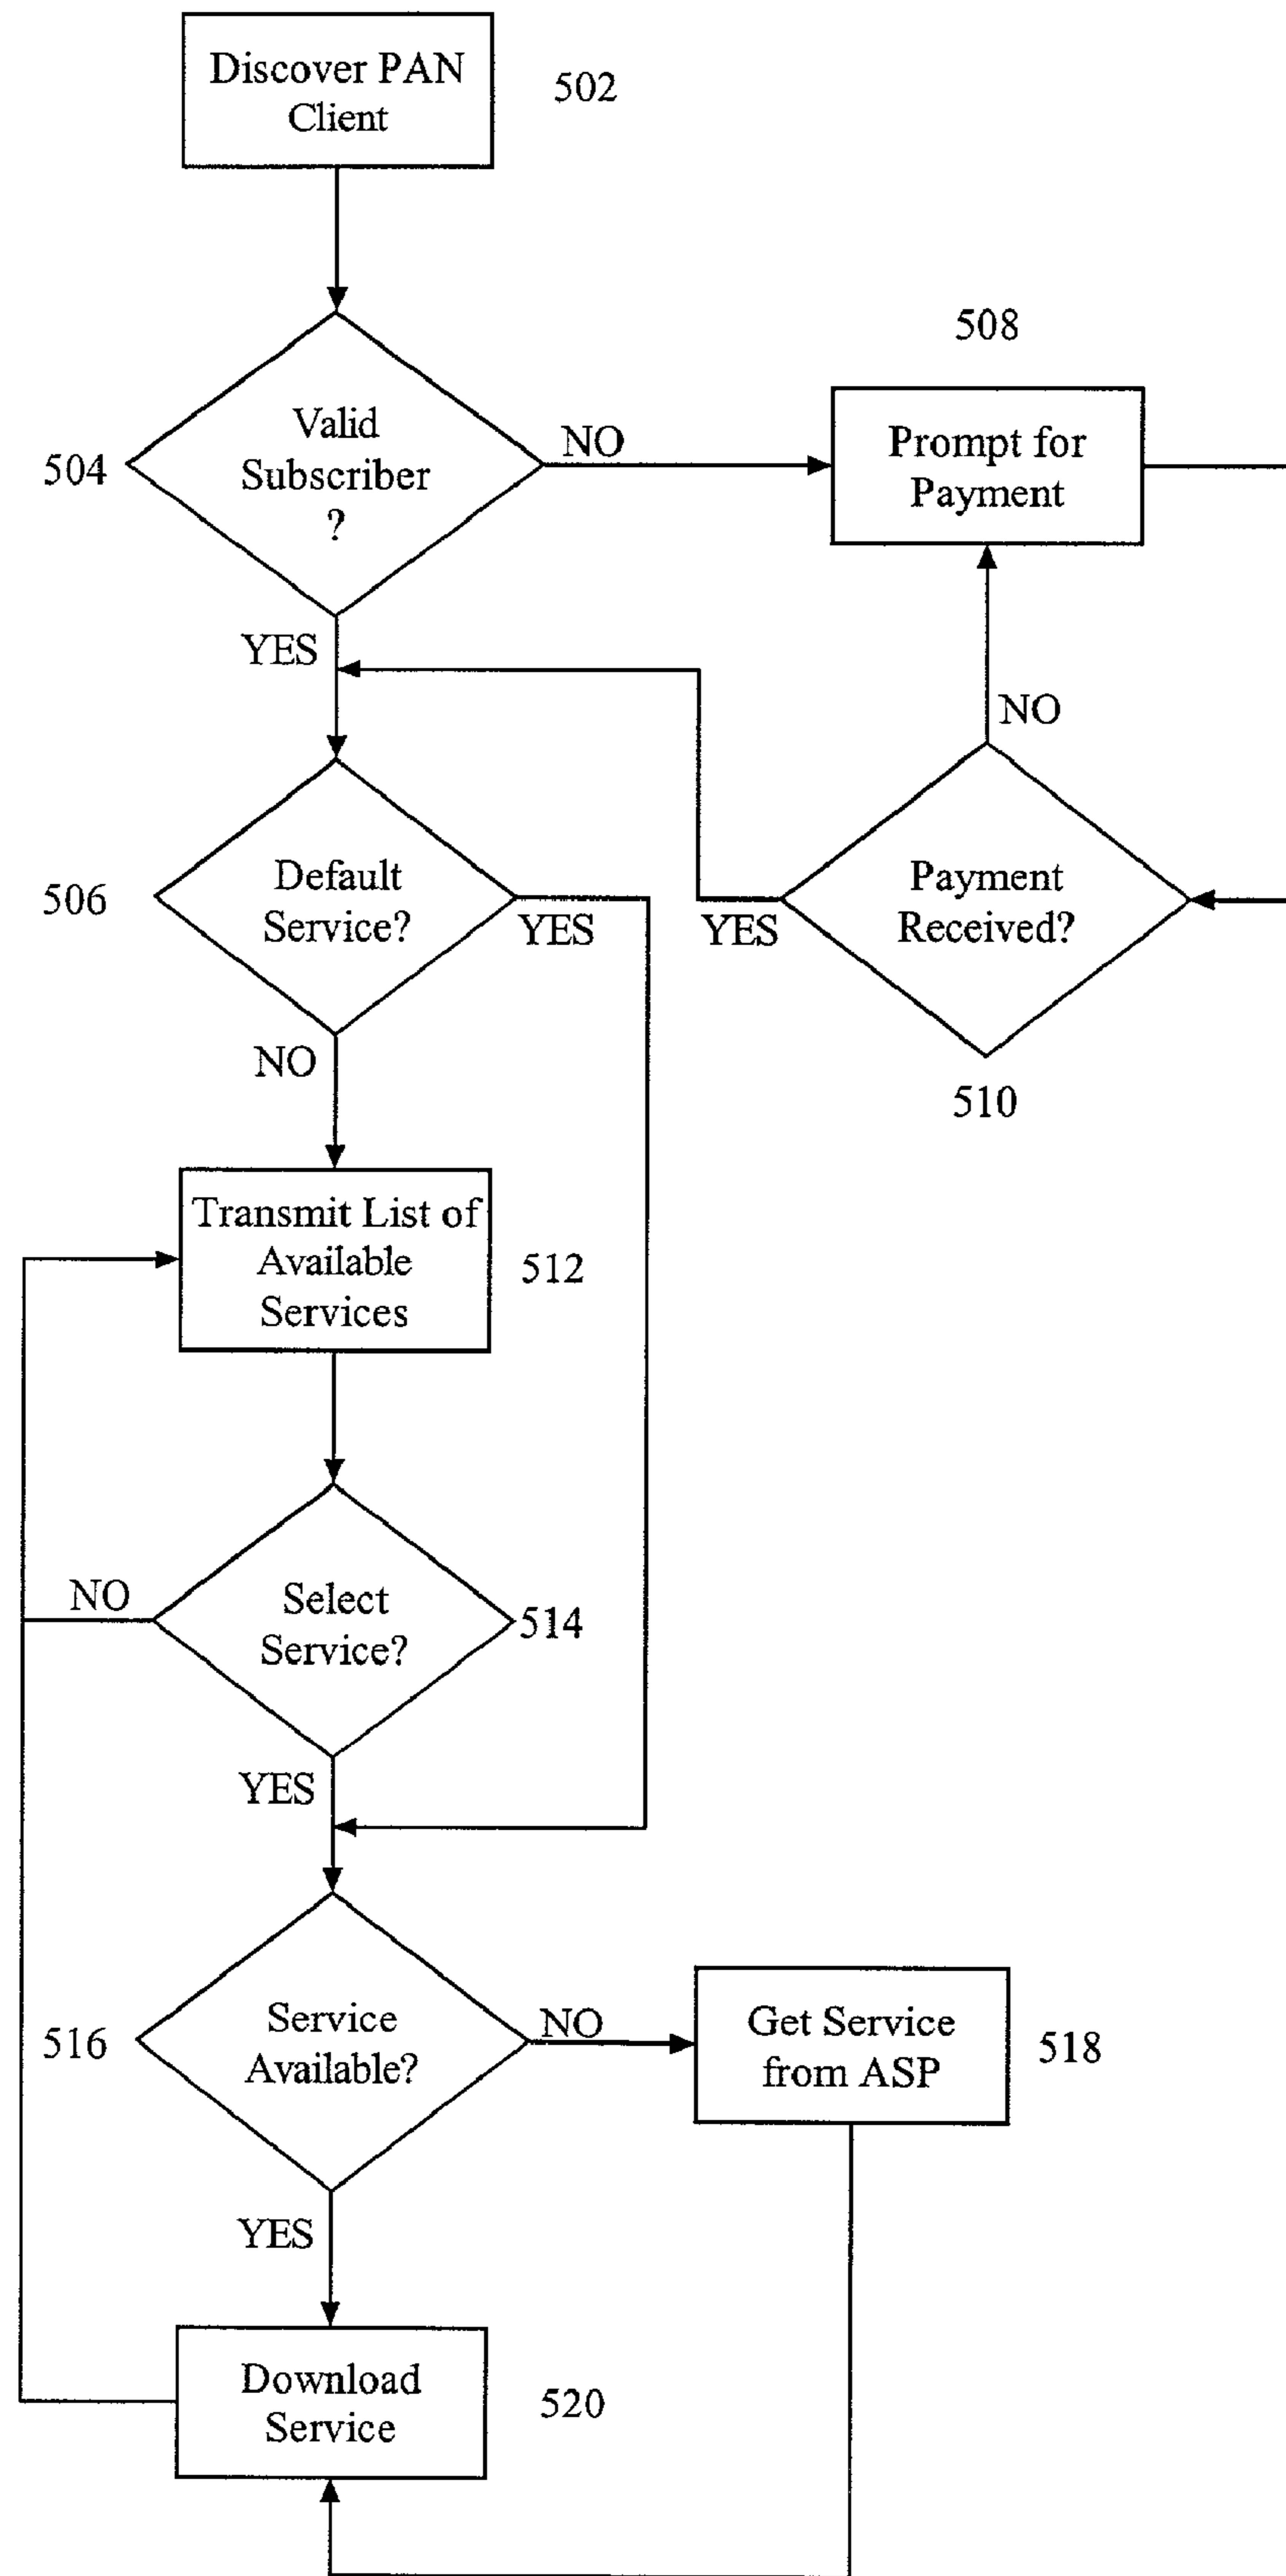 Discover PAN
Client
502
508
Valid
Subscriber
?
504
NO
Prompt for
Payment
YES
NO
Default
Service?
506
YES
YES
Payment
Received?
NO
510
Transmit List of
Available
Services
512
NO
Select
Service?
514
YES
Service
Available?
516
NO
Get Service
from ASP
518
YES
Download
Service
520